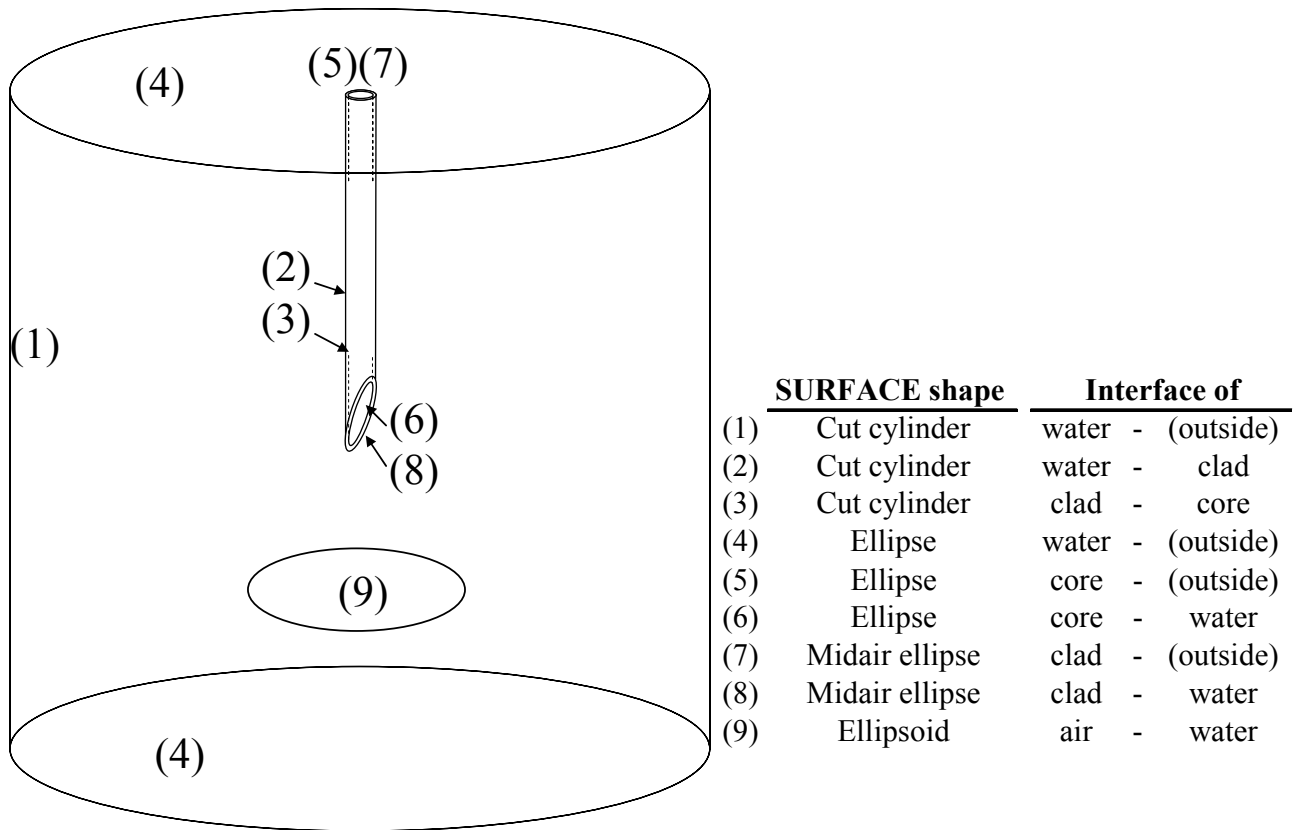 (5)(7)
(4)
(2)
(3)
(1)
(6)
(8)
(9)
(4)
SURFACE shape Interface of
(1) Cut cylinder water - (outside)
(2) Cut cylinder water - clad
(3) Cut cylinder clad - core
(4) Ellipse water - (outside)
(5) Ellipse core - (outside)
(6) Ellipse core - water
(7) Midair ellipse clad - (outside)
(8) Midair ellipse clad - water
(9) Ellipsoid air - water